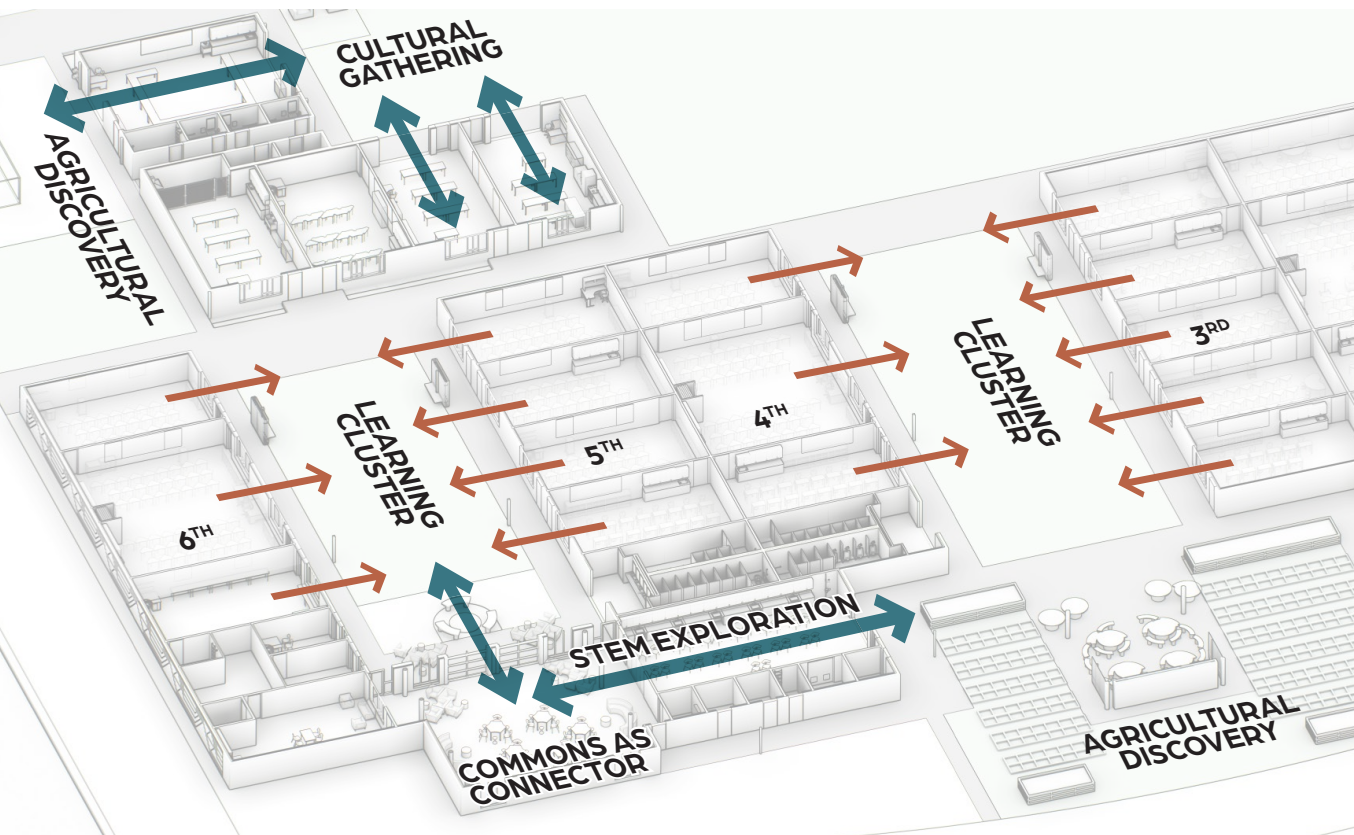 CULTURAL
GATHERING
AGRICULTURAL
DISCOVERY
3RD
LEARNING
CLUSTER
4TH
LEARNING
CLUSTER
5TH
6TH
STEM EXPLORATION
COMMONS AS
CONNECTOR
AGRICULTURAL
DISCOVERY